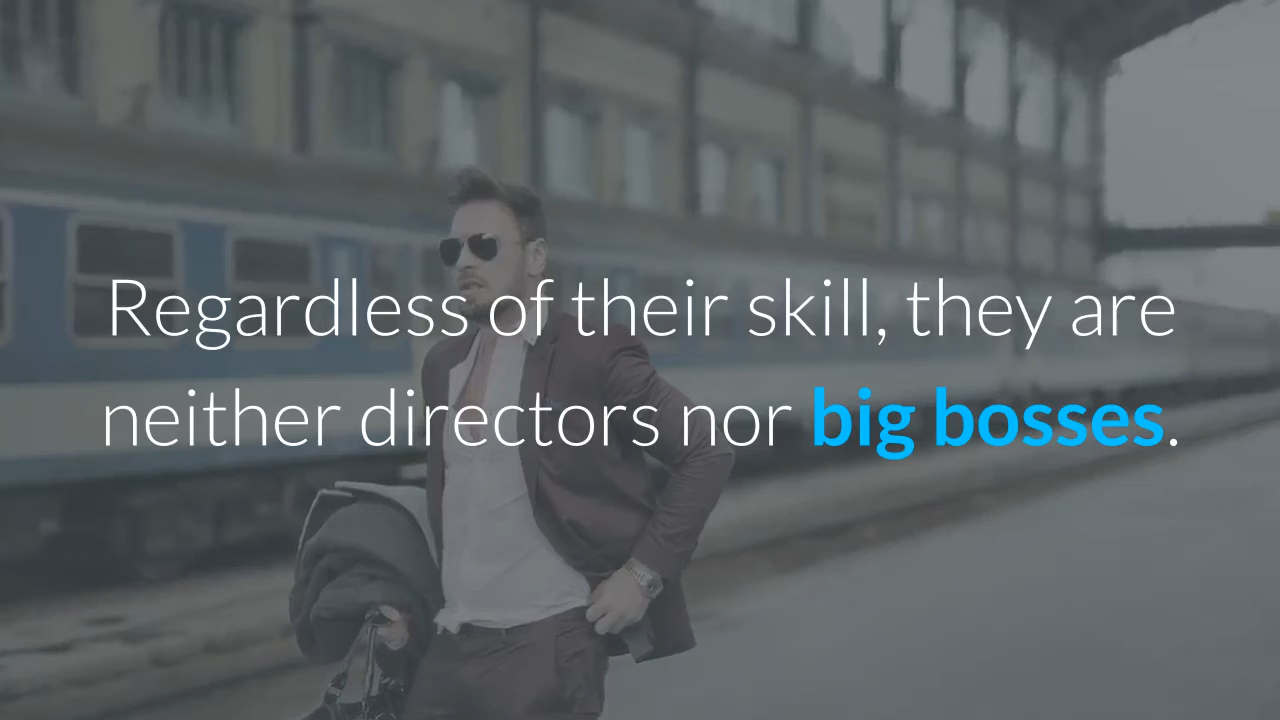 Regardless of their skill, they are
neither directors nor big bosses.